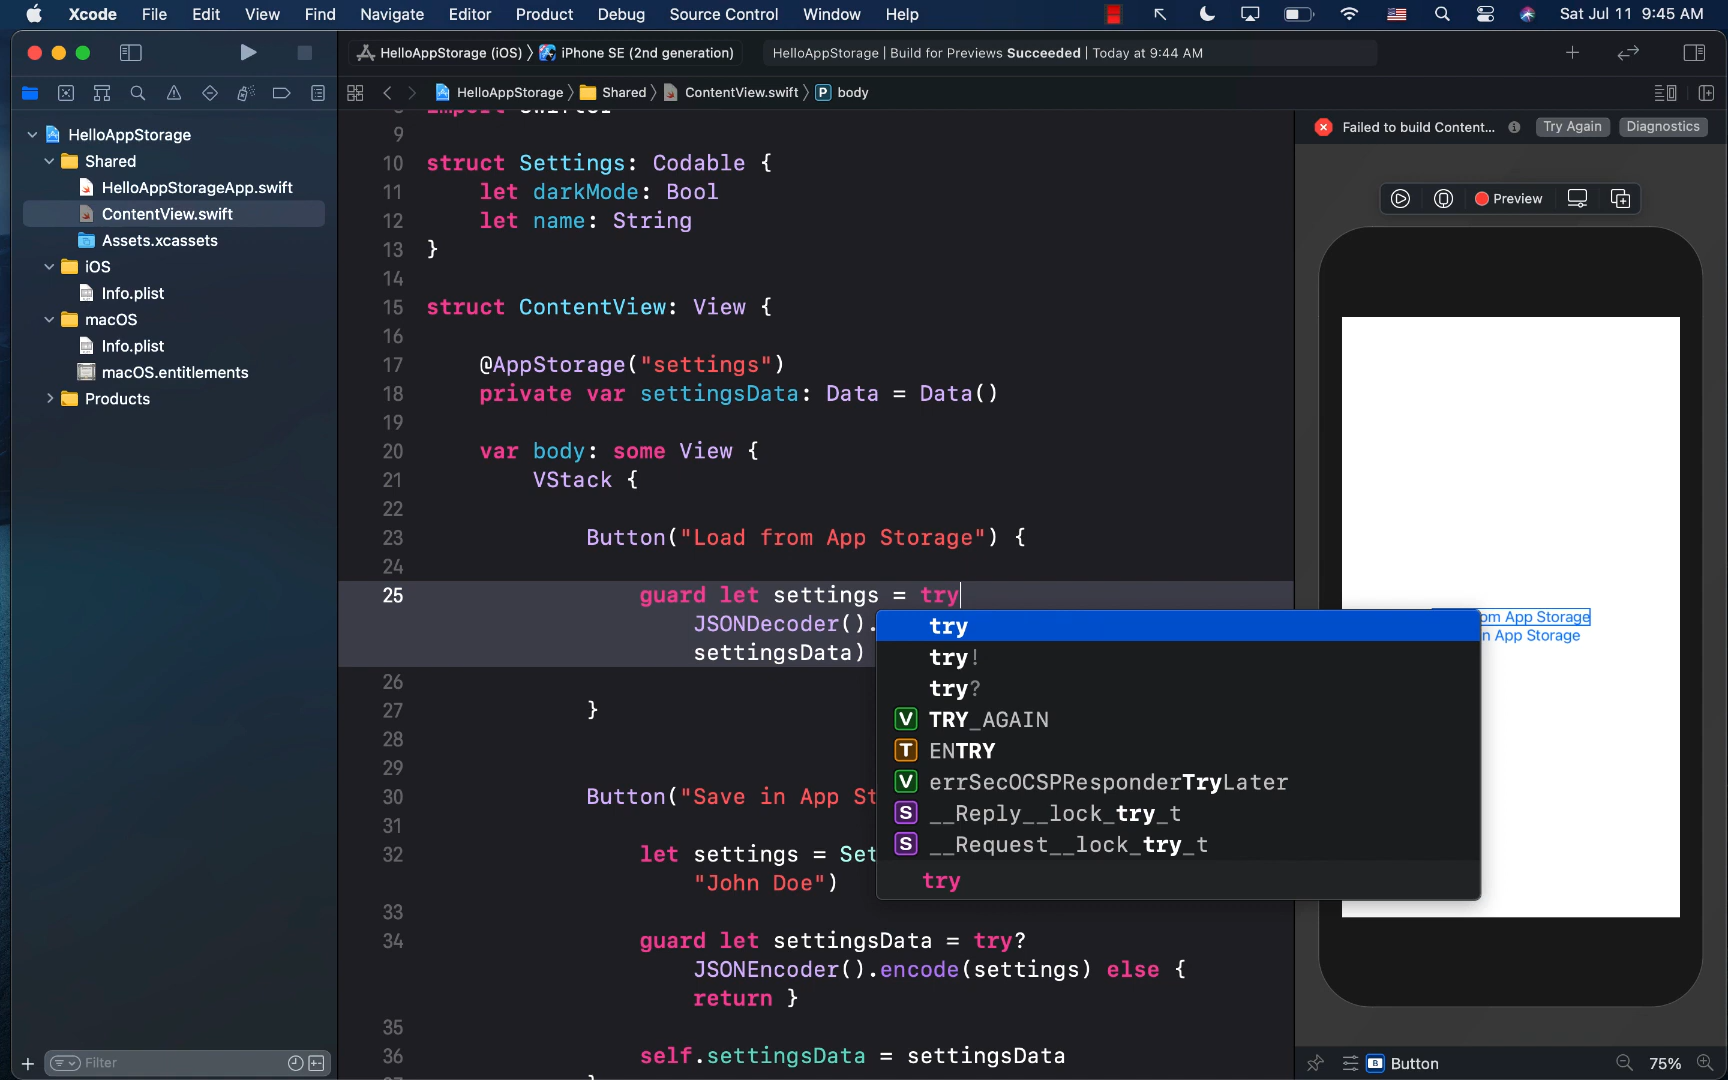 Xcode File Edit View Find Navigate Editor Product Debug Source Control Window Help Sat Jul 11 9:45 AM
HelloAppStorage (iOS) iPhone SE (2nd generation) HelloAppStorage | Build for Previews Succeeded | Today at 9:44 AM
HelloAppStorage Shared ContentView.swift P body
HelloAppStorage
Shared
HelloAppStorageApp.swift
ContentView.swift
Assets.xcassets
iOS
Info.plist
macOS
Info.plist
macOS.entitlements
Products
Filter
9
10 struct Settings: Codable {
11 let darkMode: Bool
12 let name: String
13 }
14
15 struct ContentView: View {
16
17 @AppStorage("settings")
18 private var settingsData: Data = Data()
19
20 var body: some View {
21 VStack {
22
23 Button("Load from App Storage") {
24
25 guard let settings = try
JSONDecoder().
settingsData)
26
27 }
28
29
30 Button("Save in App St
31
32 let settings = Set
"John Doe")
33
34 guard let settingsData = try?
JSONEncoder().encode(settings) else {
return }
35
36 self.settingsData = settingsData
try
try!
try?
V TRY_AGAIN
T ENTRY
V errSecOCSPResponderTryLater
S __Reply__lock_try_t
S __Request__lock_try_t
try
Failed to build Content... Try Again Diagnostics
Preview
om App Storage
n App Storage
B Button 75%